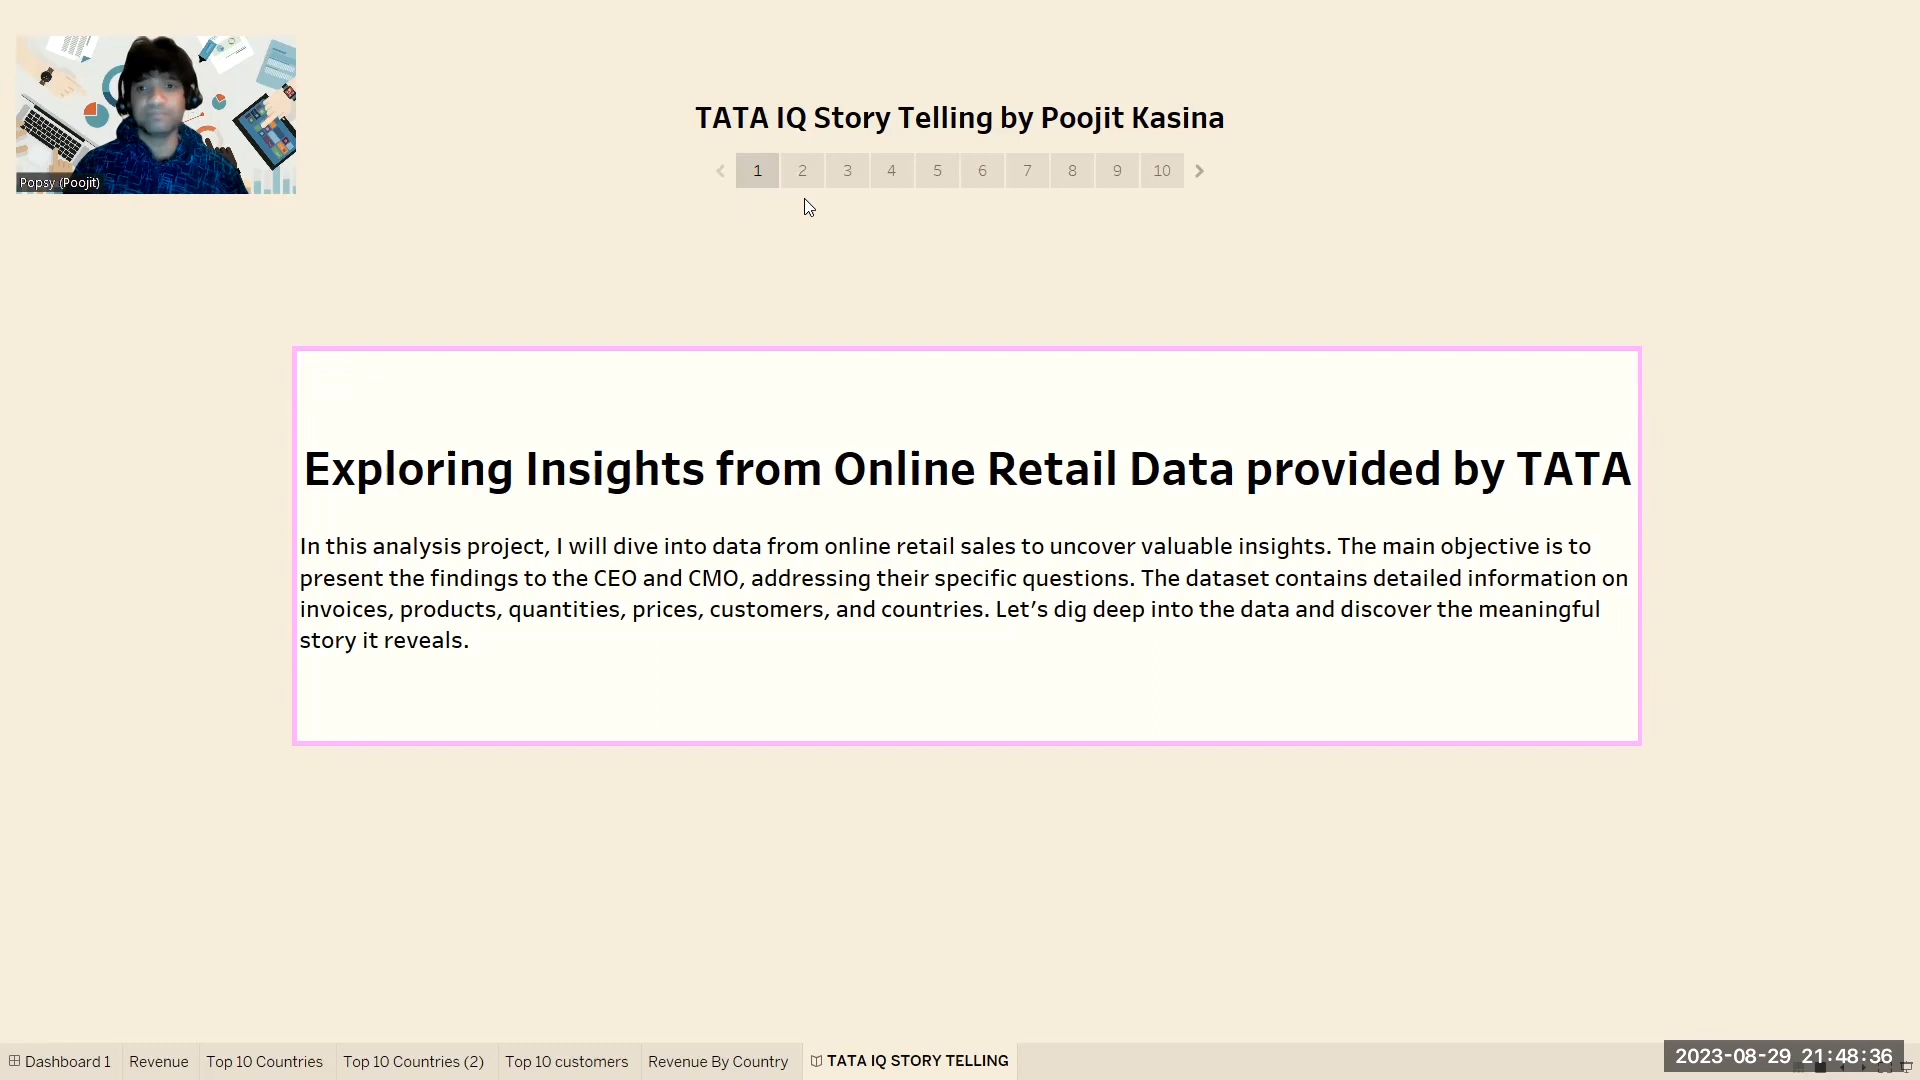 Popsy (Poojit)
TATA IQ Story Telling by Poojit Kasina
1 2 3 4 5 6 7 8 9 10
Exploring Insights from Online Retail Data provided by TATA
In this analysis project, I will dive into data from online retail sales to uncover valuable insights. The main objective is to
present the findings to the CEO and CMO, addressing their specific questions. The dataset contains detailed information on
invoices, products, quantities, prices, customers, and countries. Let’s dig deep into the data and discover the meaningful
story it reveals.
Dashboard 1 Revenue Top 10 Countries Top 10 Countries (2) Top 10 customers Revenue By Country TATA IQ STORY TELLING 2023-08-29 21:48:36